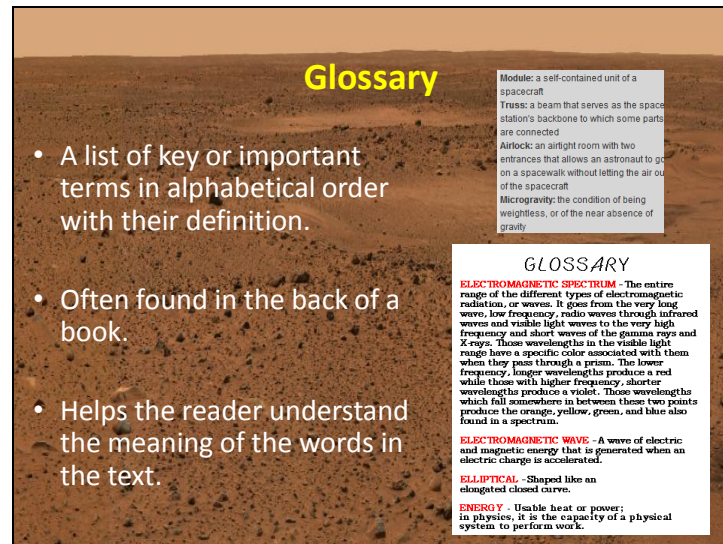 Glossary
• A list of key or important
terms in alphabetical order
with their definition.
• Often found in the back of a
book.
• Helps the reader understand
the meaning of the words in
the text.
Module: a self-contained unit of a
spacecraft
Truss: a beam that serves as the space
station's backbone to which some parts
are connected
Airlock: an airtight room with two
entrances that allows an astronaut to go
on a spacewalk without letting the air ou
of the spacecraft
Microgravity: the condition of being
weightless, or of the near absence of
gravity
GLOSSARY
ELECTROMAGNETIC SPECTRUM - The entire
range of the different types of electromagnetic
radiation, or waves. It goes from the very long
wave, low frequency, radio waves through infrared
waves and visible light waves to the very high
frequency and short waves of the gamma rays and
X-rays. Those wavelengths in the visible light
range have a specific color associated with them
when they pass through a prism. The lower
frequency, longer wavelengths produce a red
while those with higher frequency, shorter
wavelengths produce a violet. Those wavelengths
which fall somewhere in between these two points
produce the orange, yellow, green, and blue also
found in a spectrum.
ELECTROMAGNETIC WAVE - A wave of electric
and magnetic energy that is generated when an
electric charge is accelerated.
ELLIPTICAL - Shaped like an
elongated closed curve.
ENERGY - Usable heat or power;
in physics, it is the capacity of a physical
system to perform work.